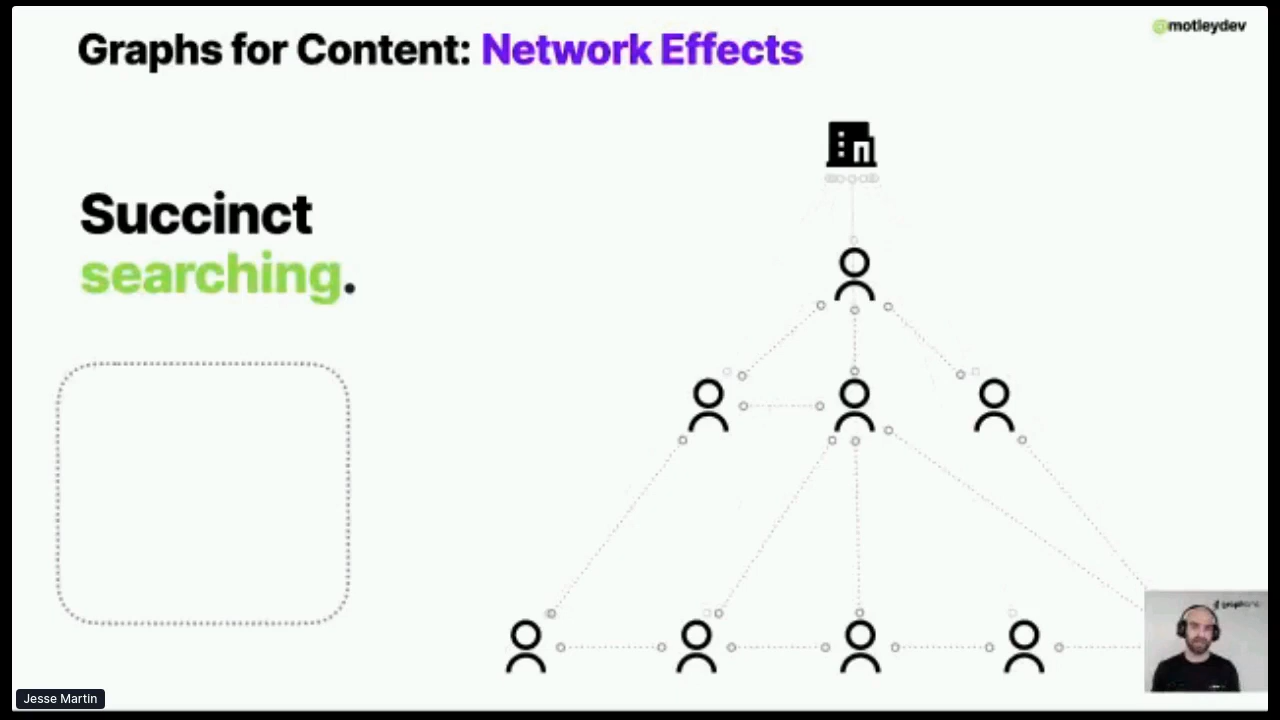 Graphs for Content: Network Effects
@motleydev
Succinct
searching.
Jesse Martin